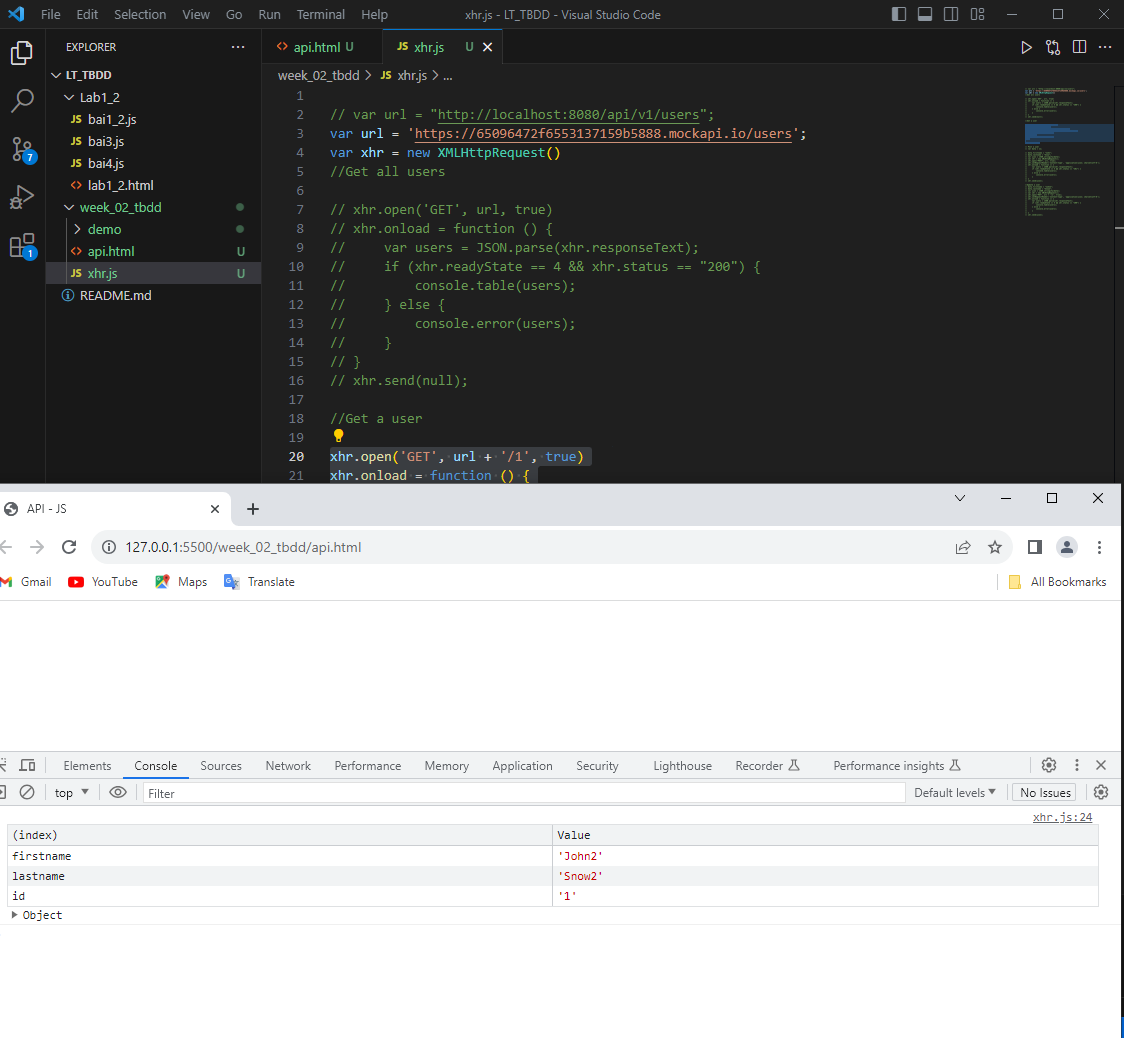 File Edit Selection View Go Run Terminal Help xhr.js - LT_TBDD - Visual Studio Code
EXPLORER ···
LT_TBDD
Lab1_2
JS bai1_2.js
JS bai3.js
JS bai4.js
<> lab1_2.html
week_02_tbdd
demo
<> api.html U
JS xhr.js U
README.md
7
1
<> api.html U JS xhr.js U
week_02_tbdd > JS xhr.js > ...
1
2 // var url = "http://localhost:8080/api/v1/users";
3 var url = 'https://65096472f6553137159b5888.mockapi.io/users';
4 var xhr = new XMLHttpRequest()
5 //Get all users
6
7 // xhr.open('GET', url, true)
8 // xhr.onload = function () {
9 //     var users = JSON.parse(xhr.responseText);
10 //     if (xhr.readyState == 4 && xhr.status == "200") {
11 //         console.table(users);
12 //     } else {
13 //         console.error(users);
14 //     }
15 // }
16 // xhr.send(null);
17
18 //Get a user
19
20 xhr.open('GET', url + '/1', true)
21 xhr.onload = function () {
API - JS
127.0.0.1:5500/week_02_tbdd/api.html
Gmail YouTube Maps Translate All Bookmarks
Elements Console Sources Network Performance Memory Application Security Lighthouse Recorder Performance insights
top Filter Default levels No Issues
xhr.js:24
(index) Value
firstname 'John2'
lastname 'Snow2'
id '1'
Object